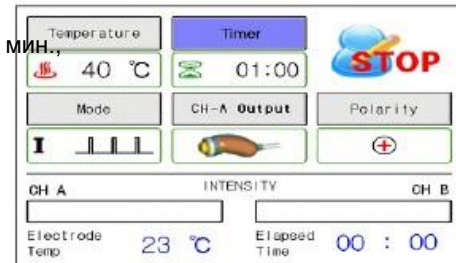 Temperature
Timer
мин.,
40 ℃
01:00
STOP
Mode
CH-A Output
Polarity
I
+
CH A
INTENSITY
CH B
Electrode Temp
23 ℃
Elapsed Time
00 : 00